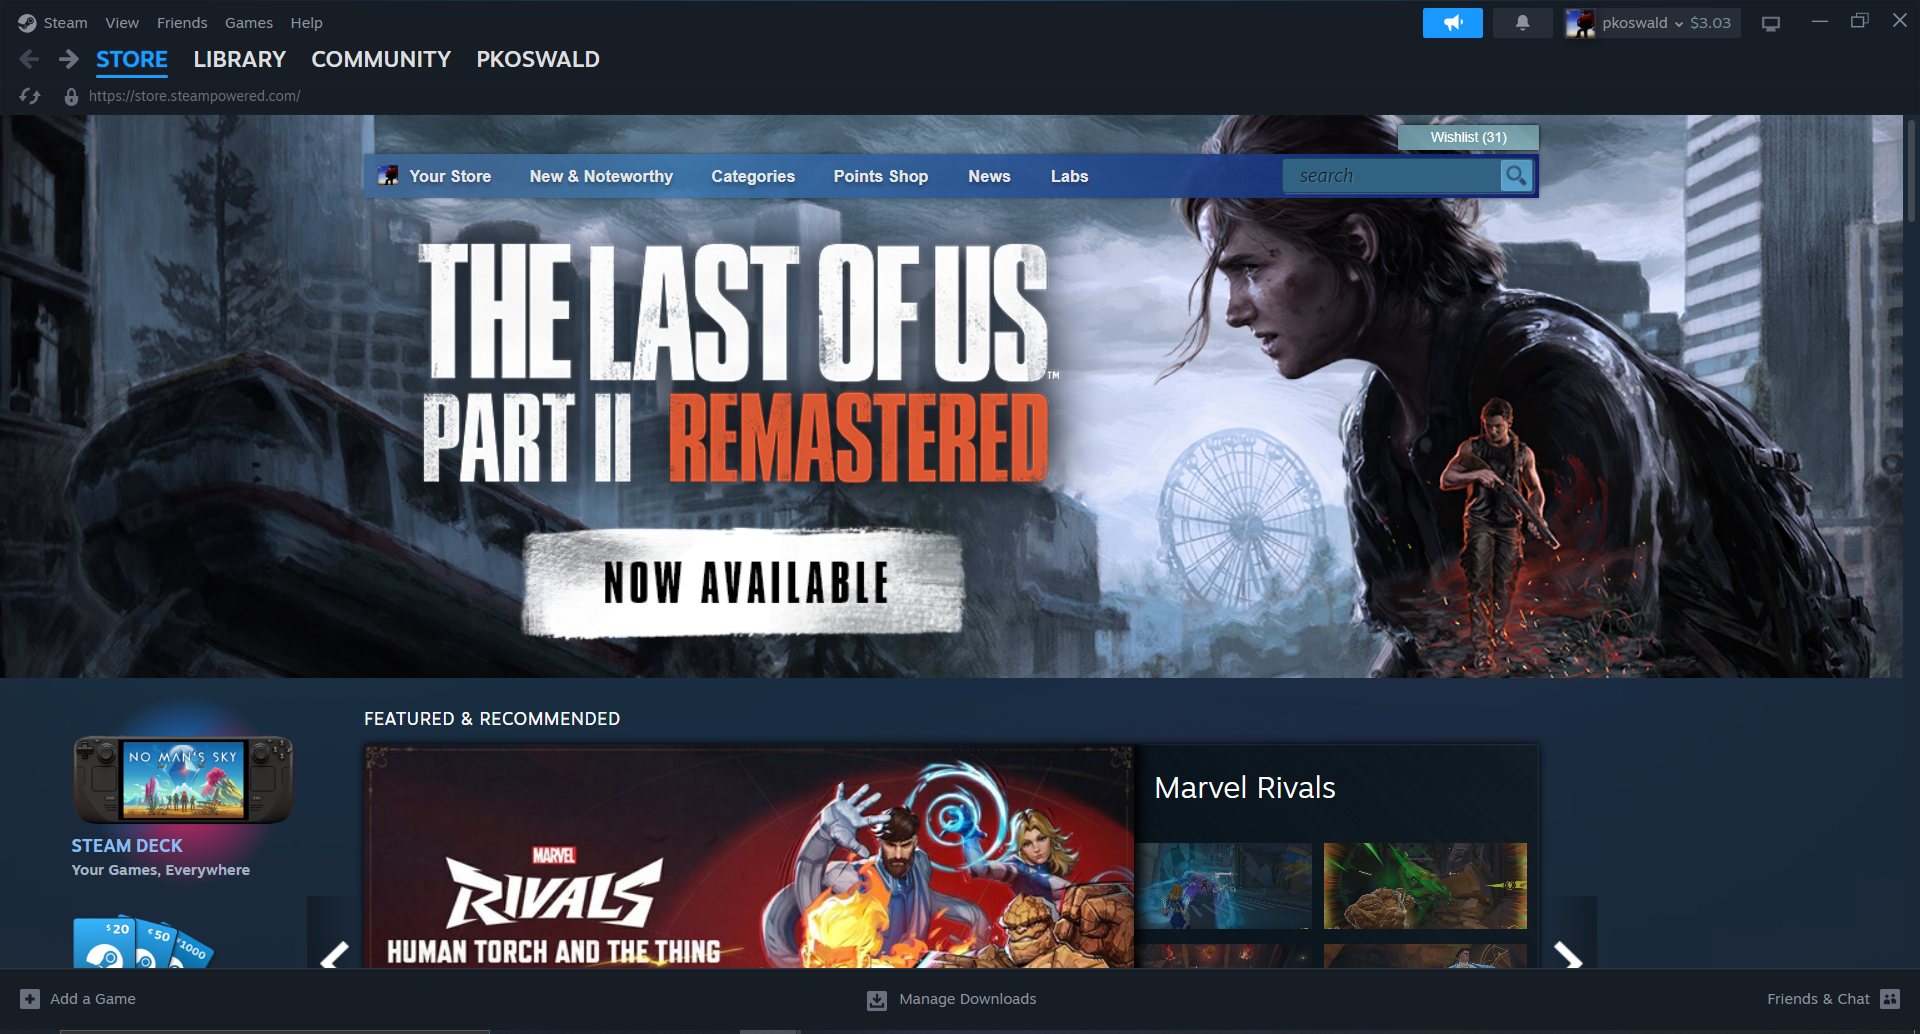 Steam View Friends Games Help
pkoswald $3.03
STORE LIBRARY COMMUNITY PKOSWALD
https://store.steampowered.com/
Wishlist (31)
Your Store New & Noteworthy Categories Points Shop News Labs
search
THE LAST OF US™
PART II REMASTERED
NOW AVAILABLE
FEATURED & RECOMMENDED
NO MAN'S SKY
STEAM DECK
Your Games, Everywhere
$20 €50 ¥1000
MARVEL
RIVALS
HUMAN TORCH AND THE THING
Marvel Rivals
Add a Game
Manage Downloads
Friends & Chat